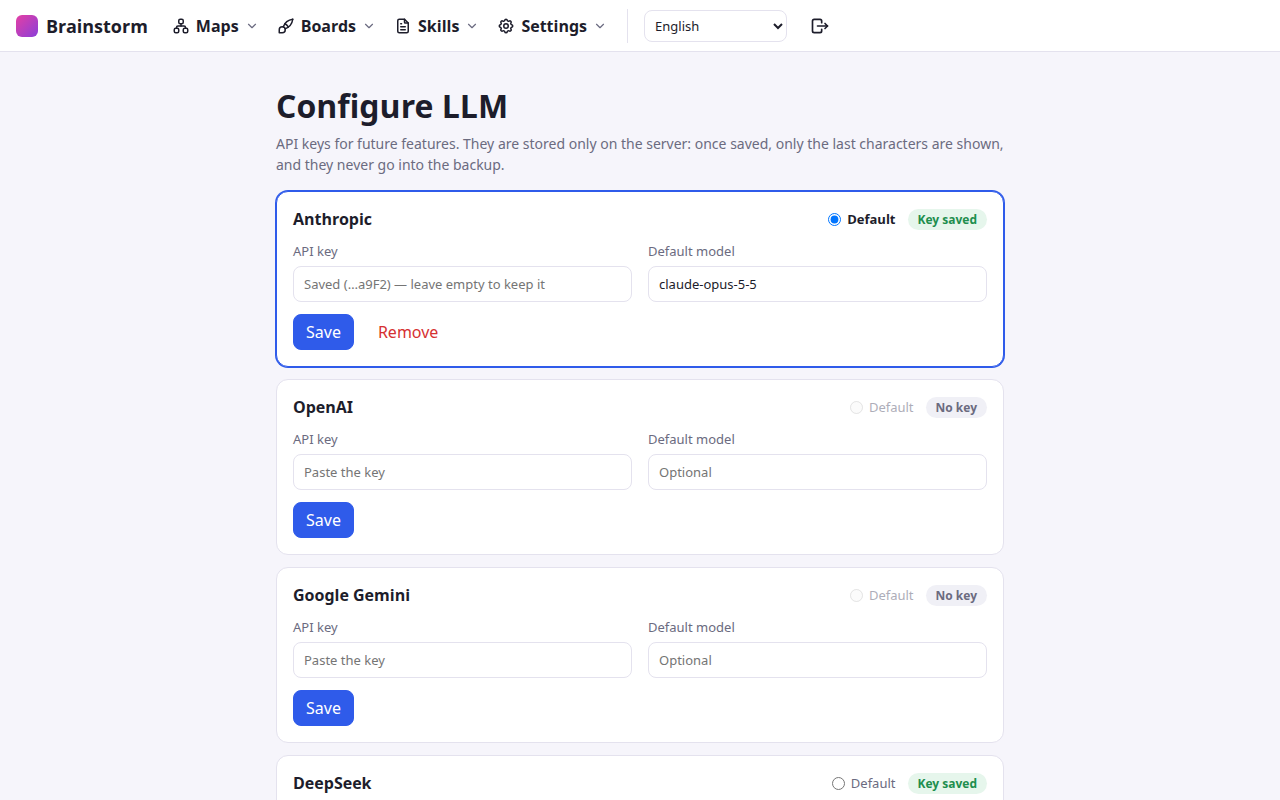 Brainstorm Maps Boards Skills Settings English
Configure LLM
API keys for future features. They are stored only on the server: once saved, only the last characters are shown,
and they never go into the backup.
Anthropic Default Key saved
API key Default model
Saved (…a9F2) — leave empty to keep it claude-opus-5-5
Save Remove
OpenAI Default No key
API key Default model
Paste the key Optional
Save
Google Gemini Default No key
API key Default model
Paste the key Optional
Save
DeepSeek Default Key saved